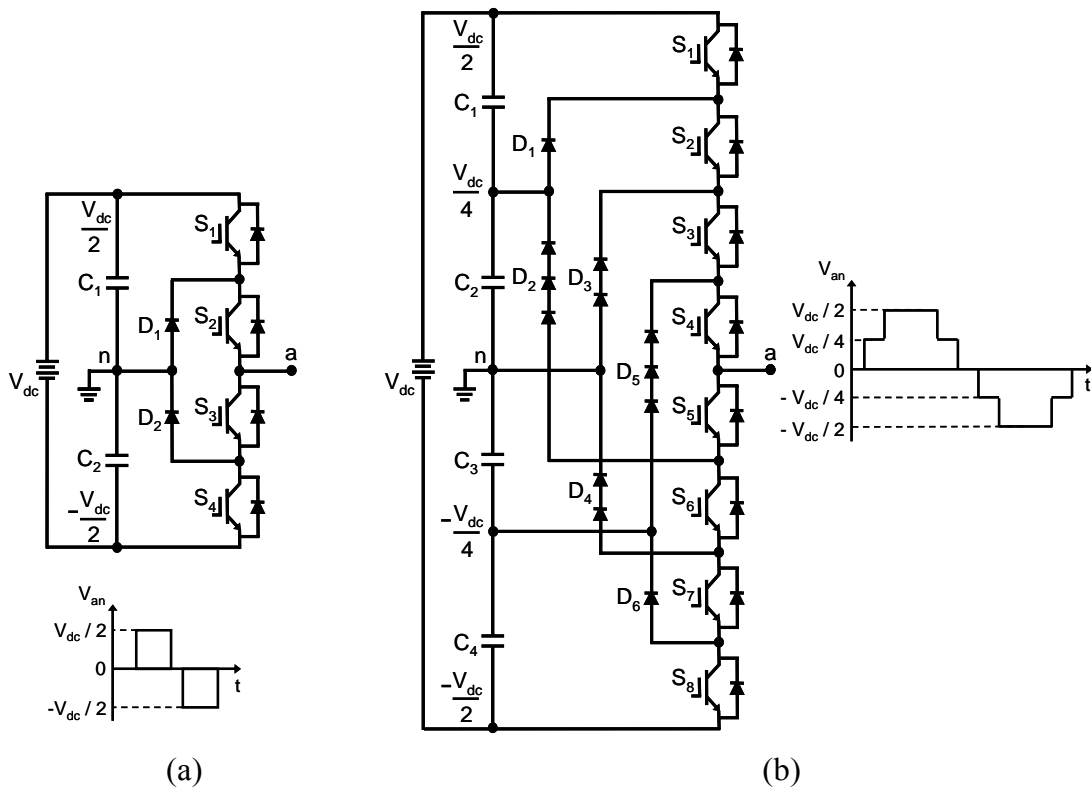 V_dc/2
S_1
C_1
D_1
S_2
n
a
V_dc
D_2
S_3
C_2
S_4
-V_dc/2
V_an
V_dc / 2
0
t
-V_dc / 2
(a)
V_dc/2
S_1
C_1
D_1
S_2
V_dc/4
S_3
C_2
D_2
D_3
S_4
n
a
V_dc
D_5
S_5
C_3
D_4
S_6
-V_dc/4
D_6
S_7
C_4
S_8
-V_dc/2
V_an
V_dc / 2
V_dc / 4
0
t
- V_dc / 4
- V_dc / 2
(b)